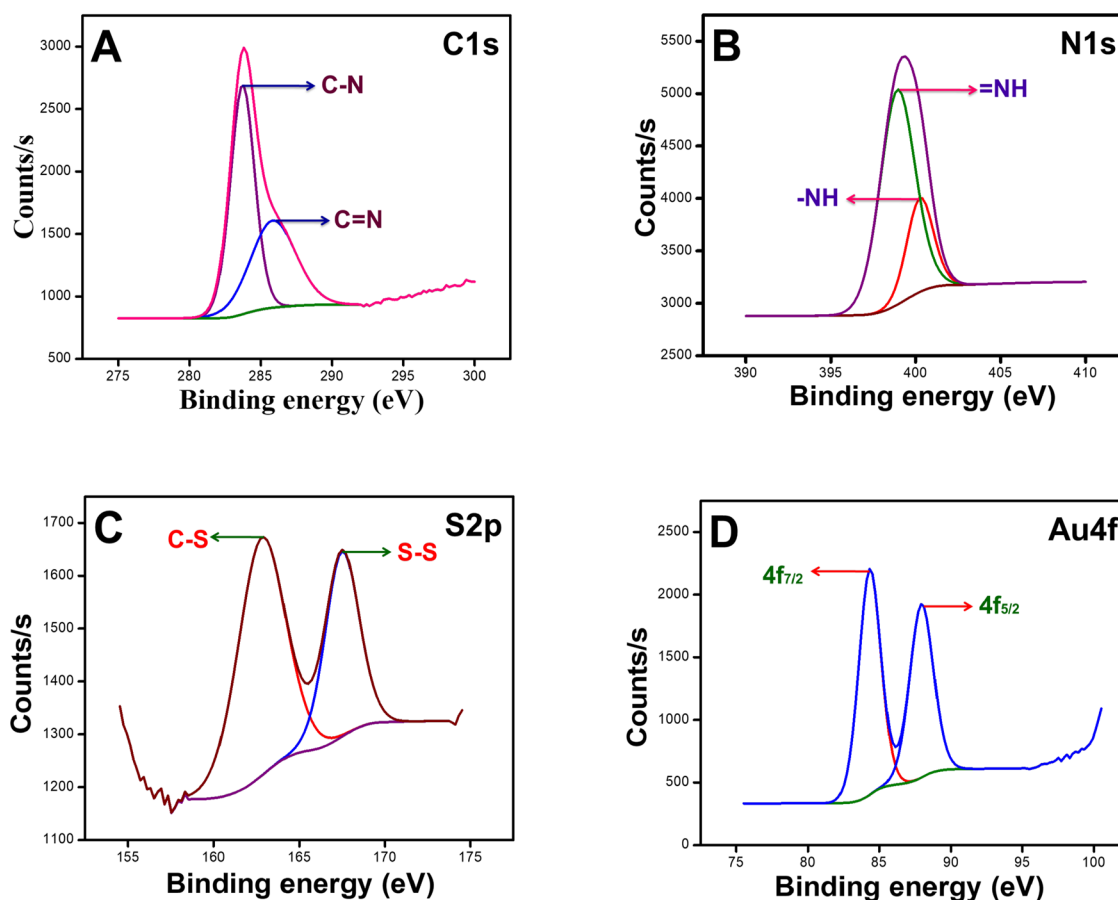 A
C1s
3000
2500
2000
1500
1000
500
C-N
C=N
Counts/s
275 280 285 290 295 300
Binding energy (eV)
B
N1s
5500
5000
4500
4000
3500
3000
2500
=NH
-NH
Counts/s
390 395 400 405 410
Binding energy (eV)
C
S2p
1700
1600
1500
1400
1300
1200
1100
C-S
S-S
Counts/s
155 160 165 170 175
Binding energy (eV)
D
Au4f
2500
2000
1500
1000
500
0
4f7/2
4f5/2
Counts/s
75 80 85 90 95 100
Binding energy (eV)